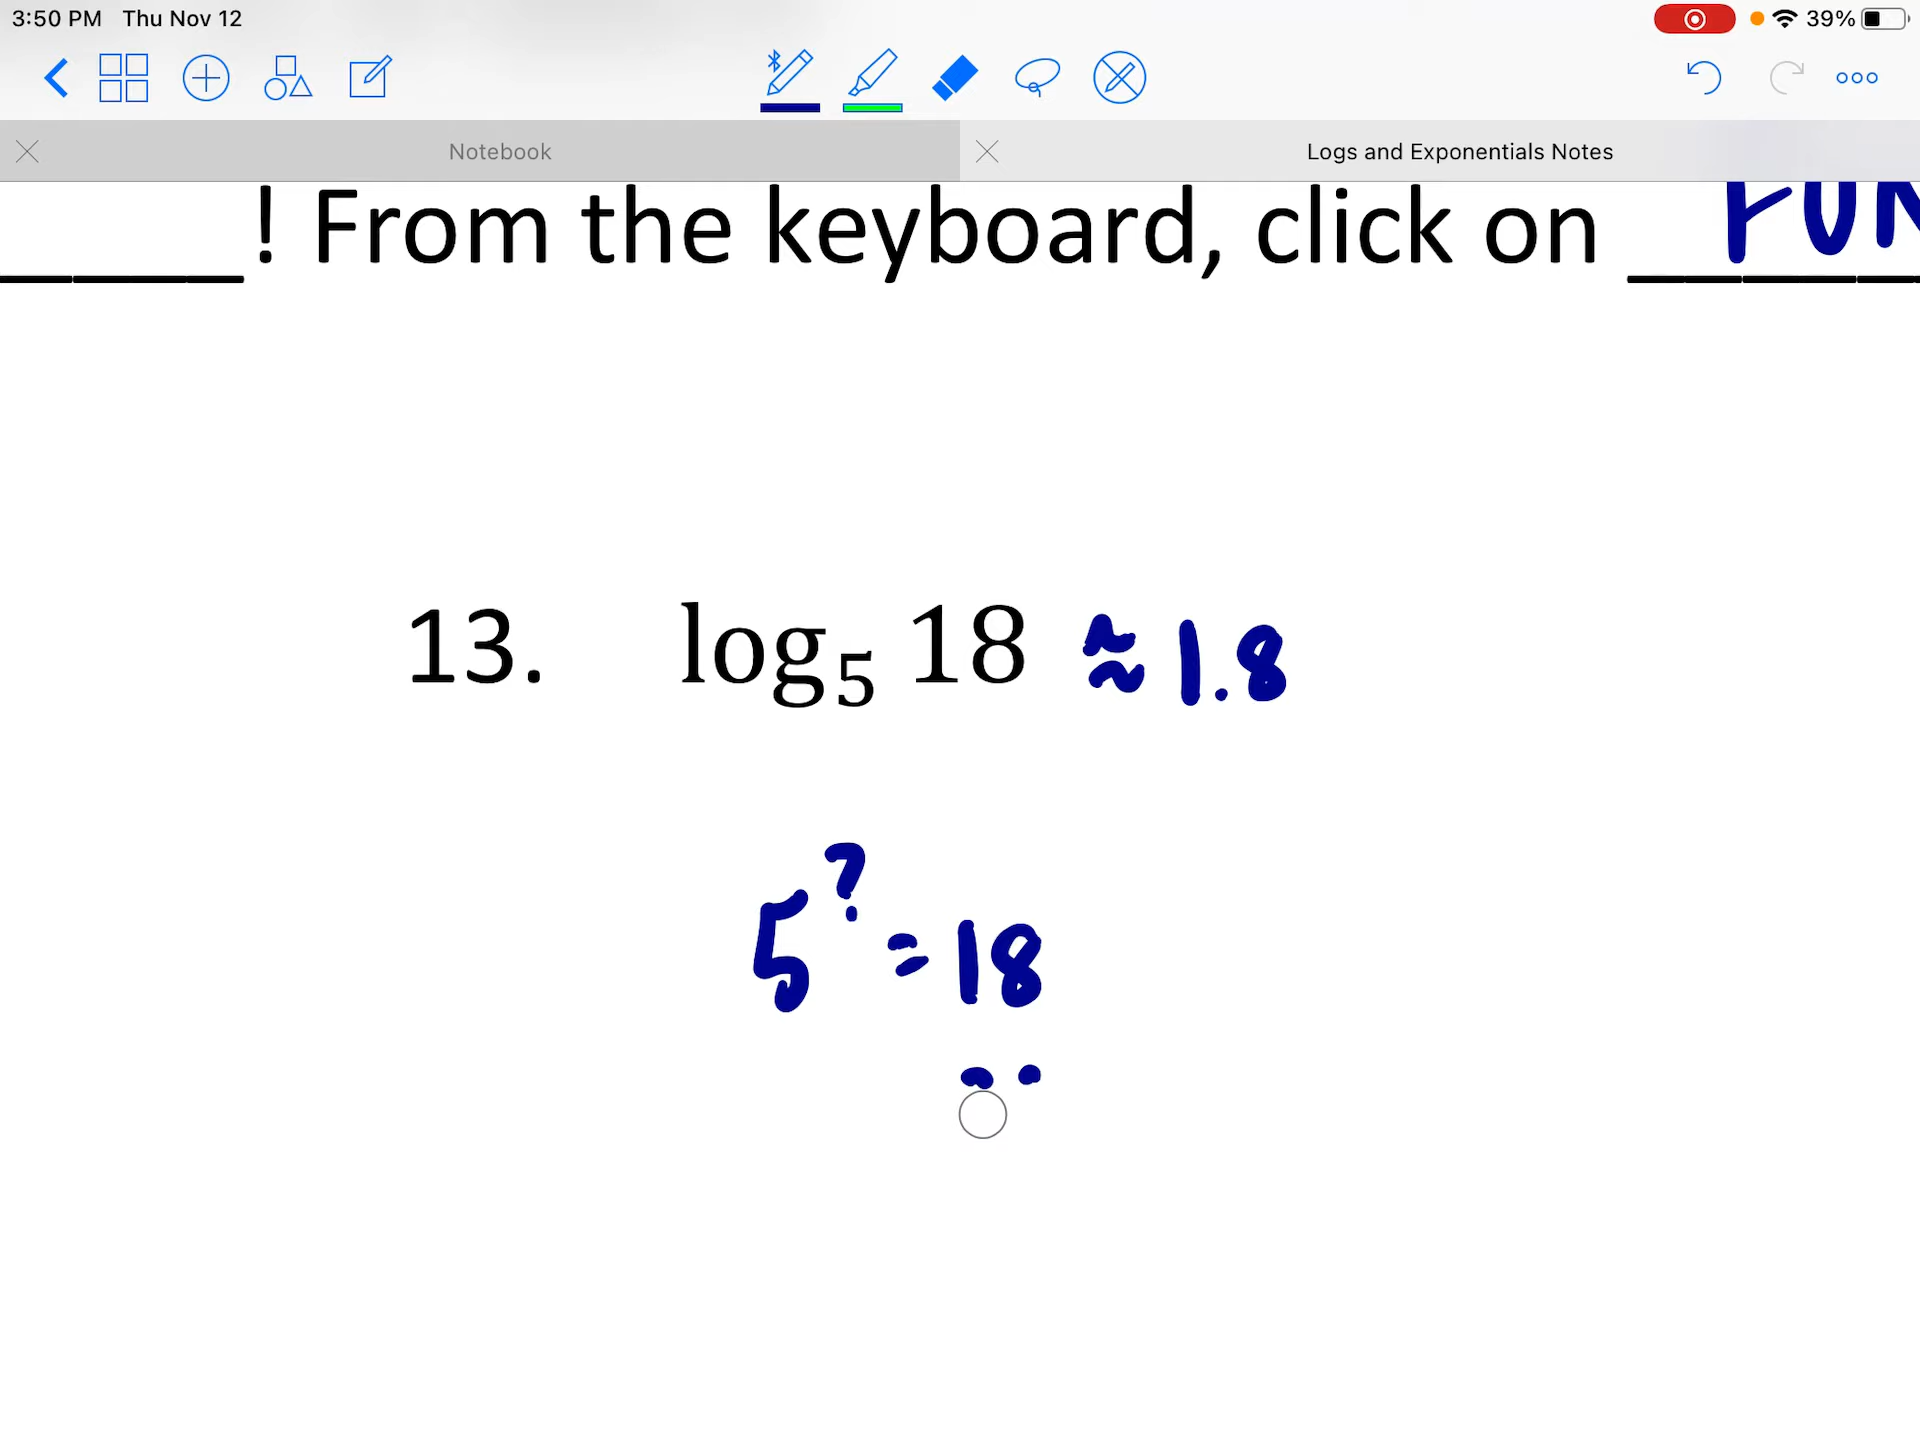 3:50 PM Thu Nov 12
39%
Notebook
Logs and Exponentials Notes
! From the keyboard, click on
13. log₅ 18 ≈ 1.8
5^? = 18